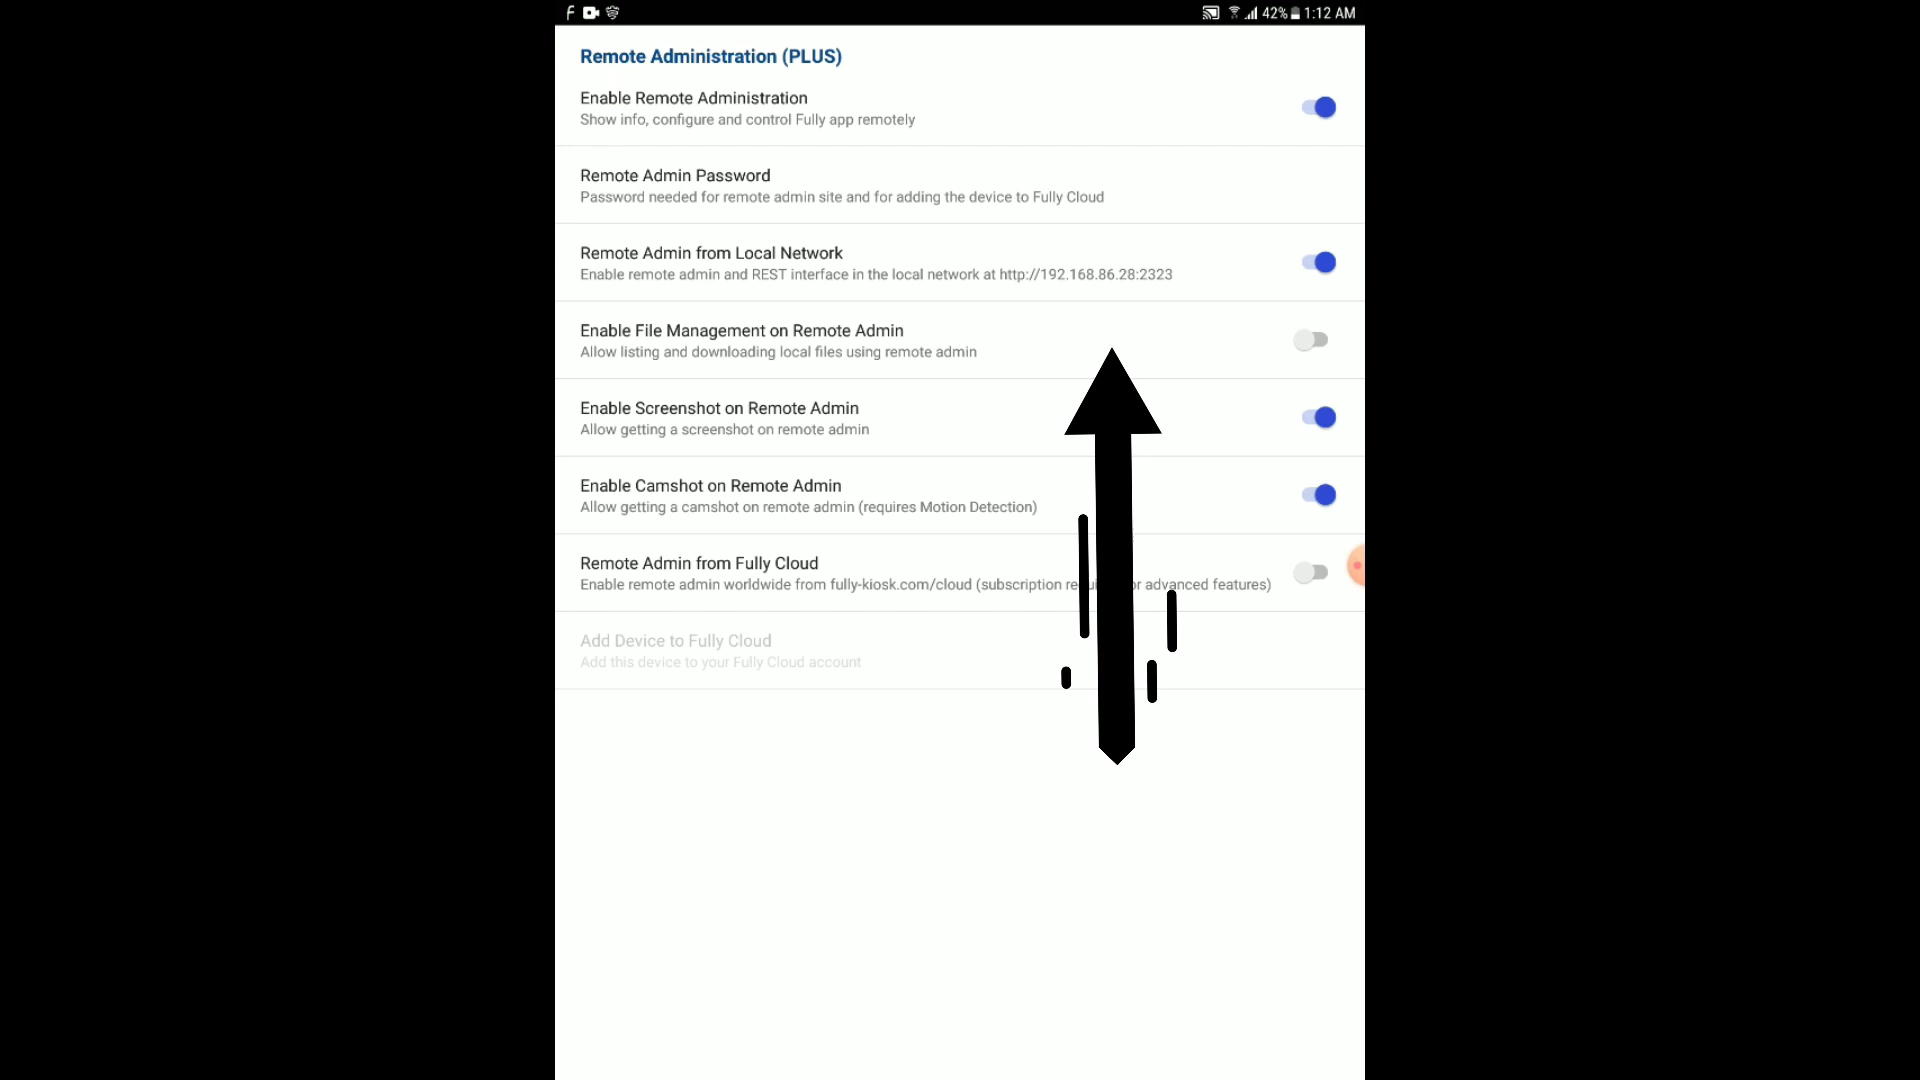 42% 1:12 AM
Remote Administration (PLUS)
Enable Remote Administration
Show info, configure and control Fully app remotely
Remote Admin Password
Password needed for remote admin site and for adding the device to Fully Cloud
Remote Admin from Local Network
Enable remote admin and REST interface in the local network at http://192.168.86.28:2323
Enable File Management on Remote Admin
Allow listing and downloading local files using remote admin
Enable Screenshot on Remote Admin
Allow getting a screenshot on remote admin
Enable Camshot on Remote Admin
Allow getting a camshot on remote admin (requires Motion Detection)
Remote Admin from Fully Cloud
Enable remote admin worldwide from fully-kiosk.com/cloud (subscription advanced features)
Add Device to Fully Cloud
Add this device to your Fully Cloud account